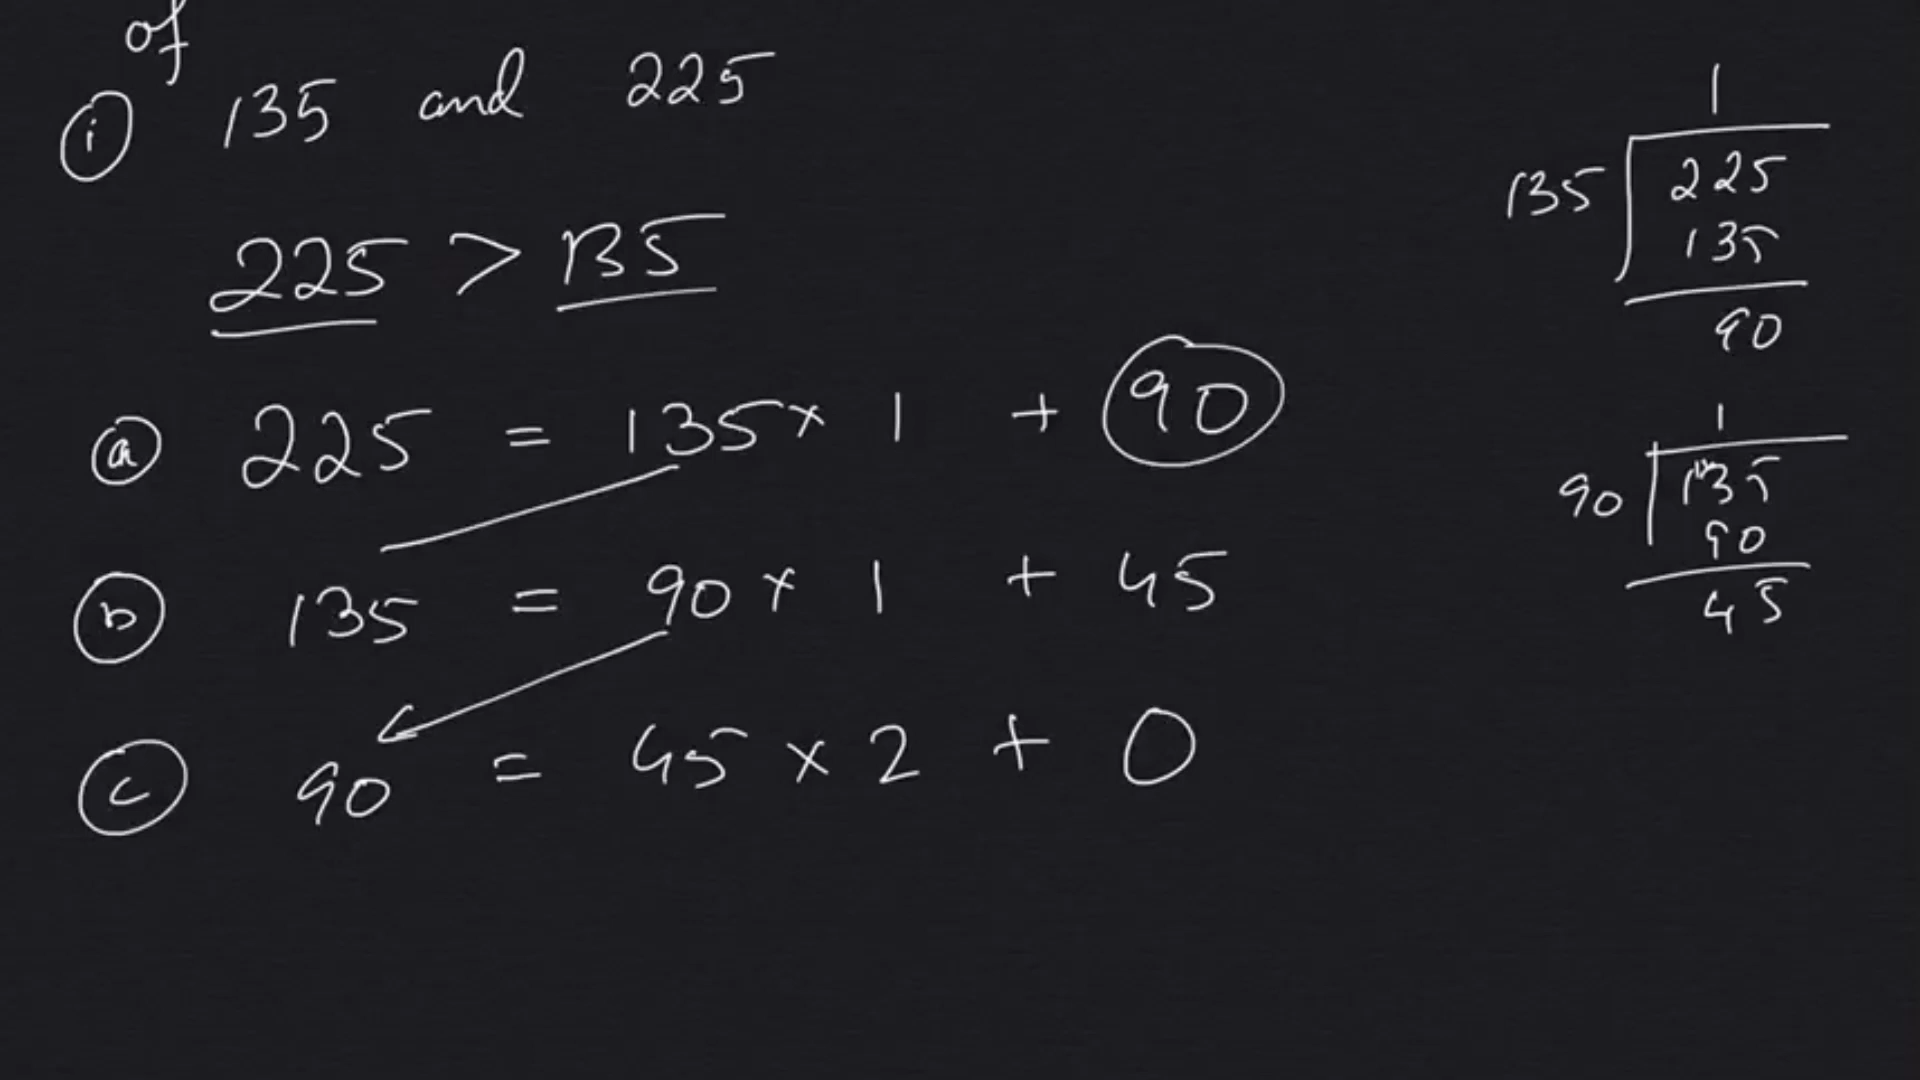 of
(i) 135 and 225
225 > 135
(a) 225 = 135 × 1 + 90
(b) 135 = 90 × 1 + 45
(c) 90 = 45 × 2 + 0
1
135 225
135
90
1
90 135
90
45